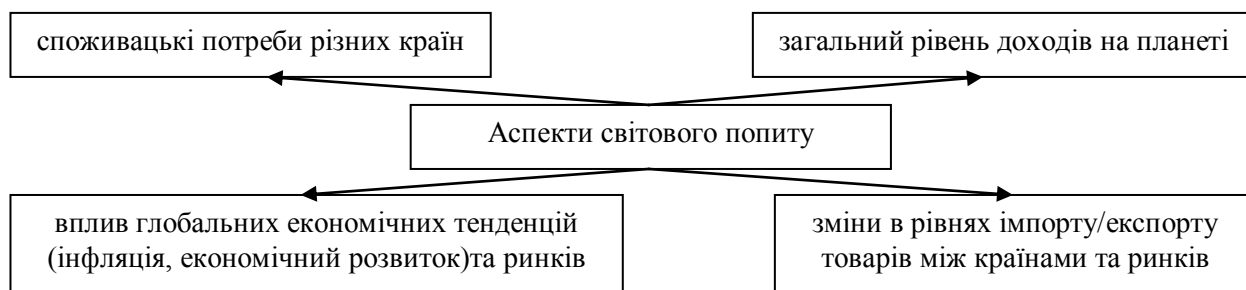 споживацькі потреби різних країн
загальний рівень доходів на планеті
Аспекти світового попиту
вплив глобальних економічних тенденцій
(інфляція, економічний розвиток)та ринків
зміни в рівнях імпорту/експорту
товарів між країнами та ринків